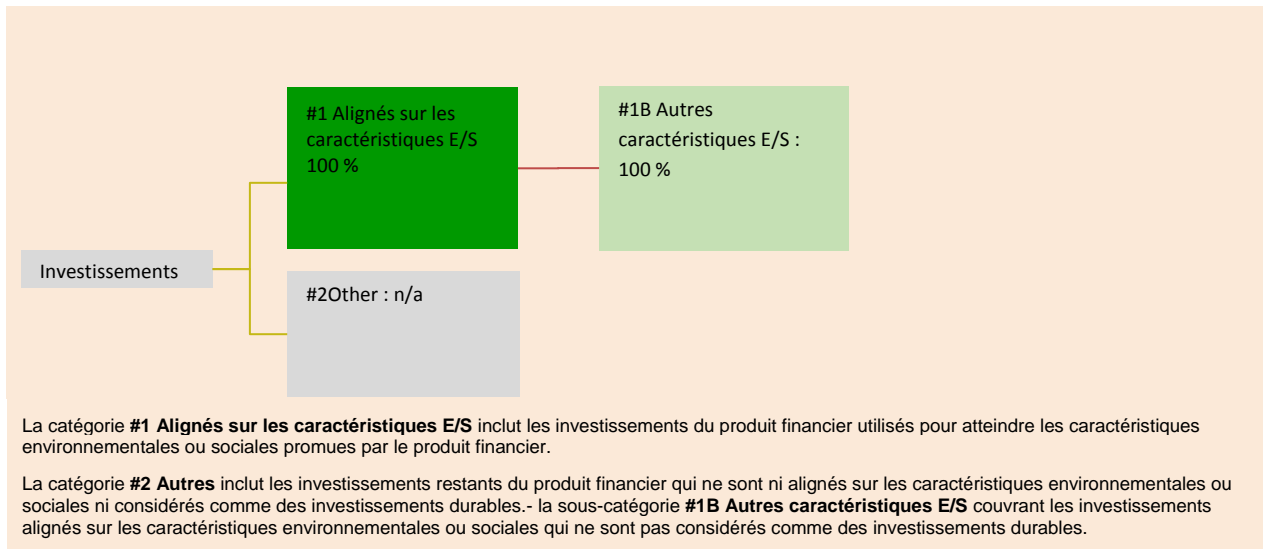 #1 Alignés sur les
caractéristiques E/S
100 %
#1B Autres
caractéristiques E/S :
100 %
Investissements
#2Other : n/a
La catégorie #1 Alignés sur les caractéristiques E/S inclut les investissements du produit financier utilisés pour atteindre les caractéristiques
environnementales ou sociales promues par le produit financier.
La catégorie #2 Autres inclut les investissements restants du produit financier qui ne sont ni alignés sur les caractéristiques environnementales ou
sociales ni considérés comme des investissements durables.- la sous-catégorie #1B Autres caractéristiques E/S couvrant les investissements
alignés sur les caractéristiques environnementales ou sociales qui ne sont pas considérés comme des investissements durables.